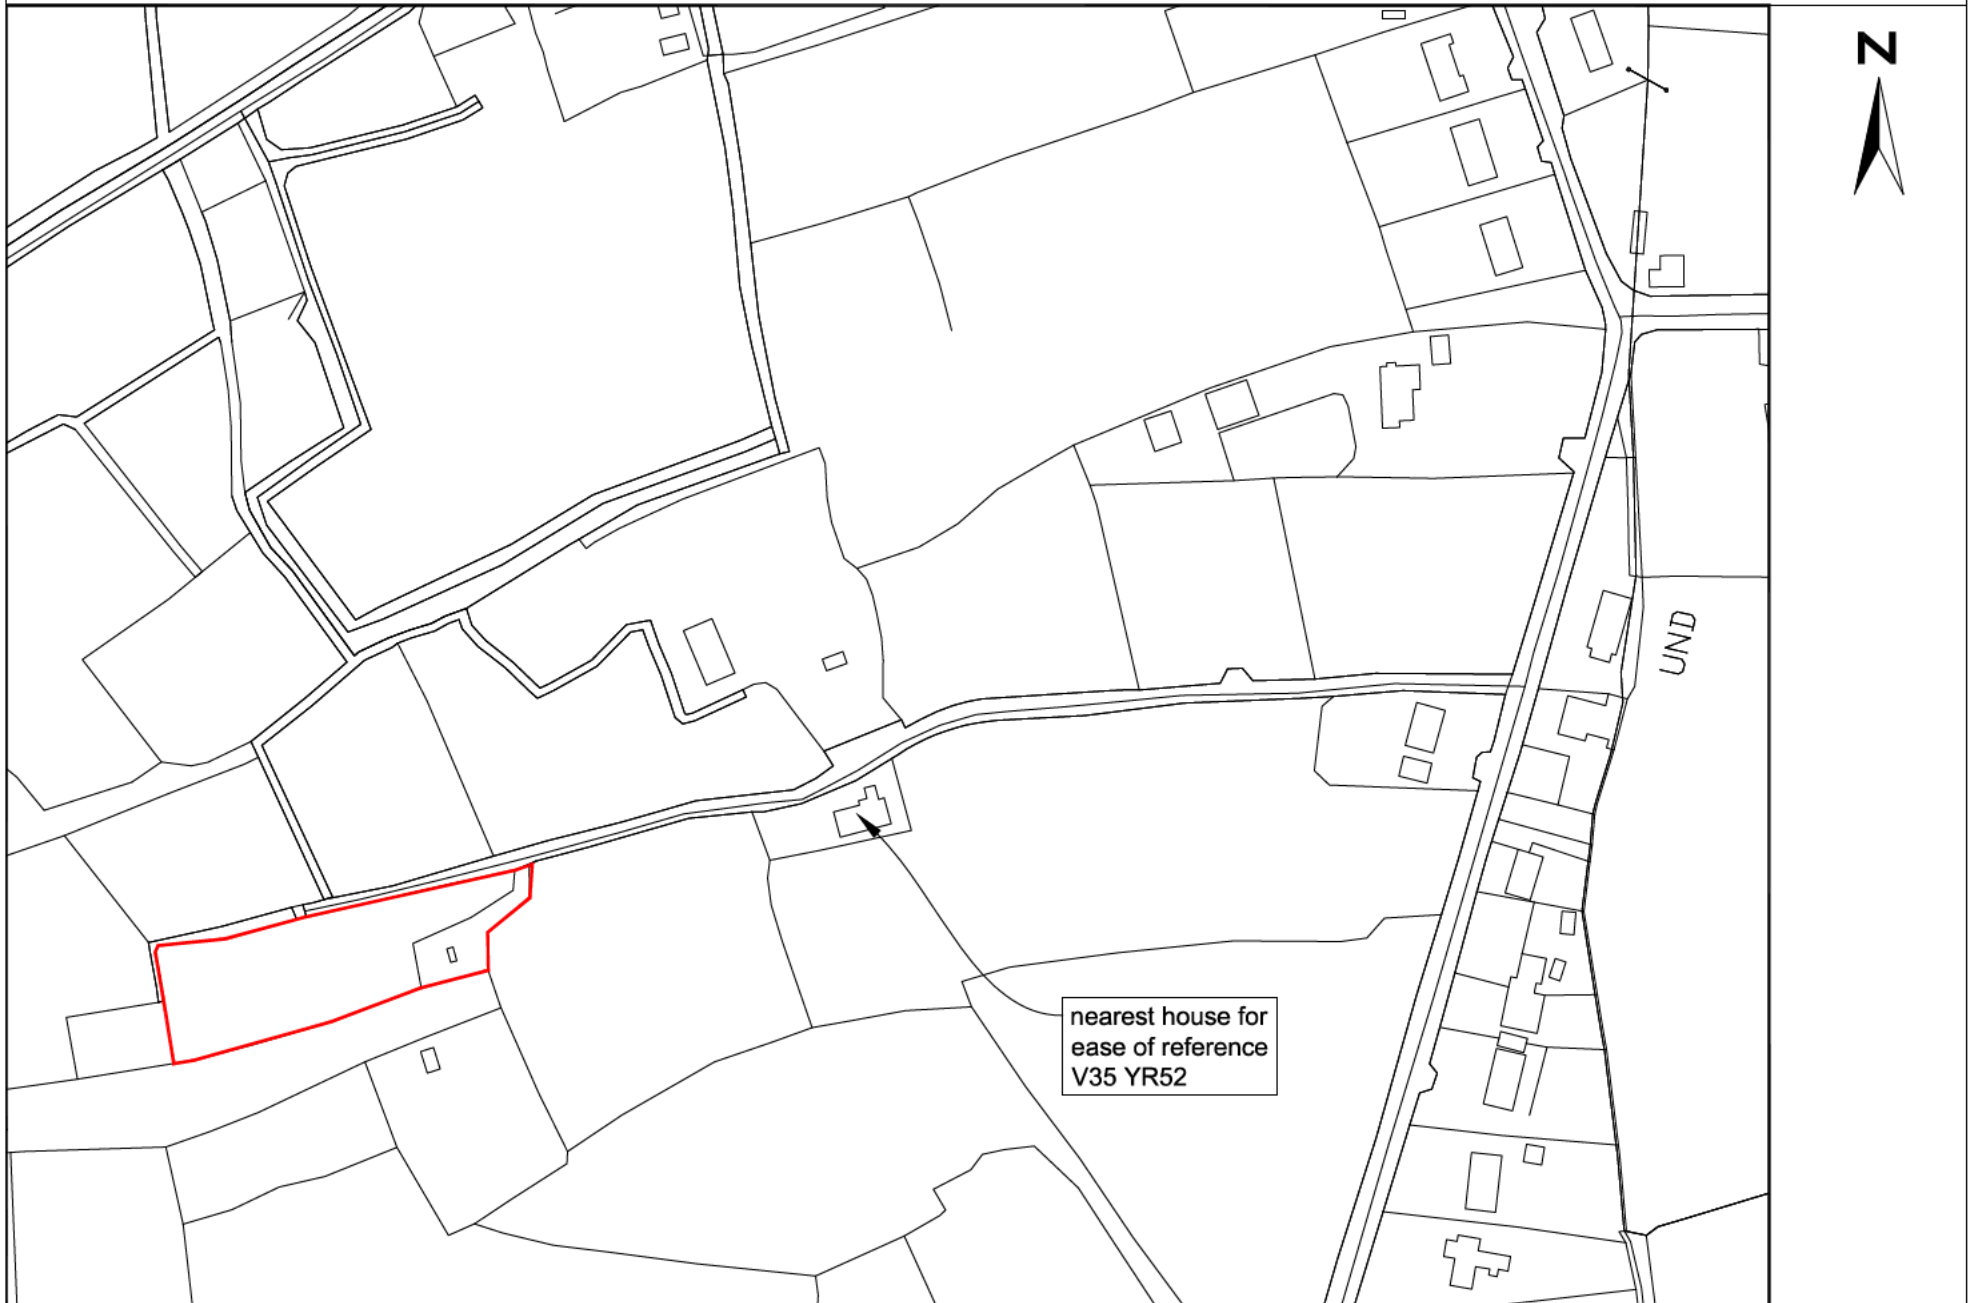 N
UND
nearest house for
ease of reference
V35 YR52